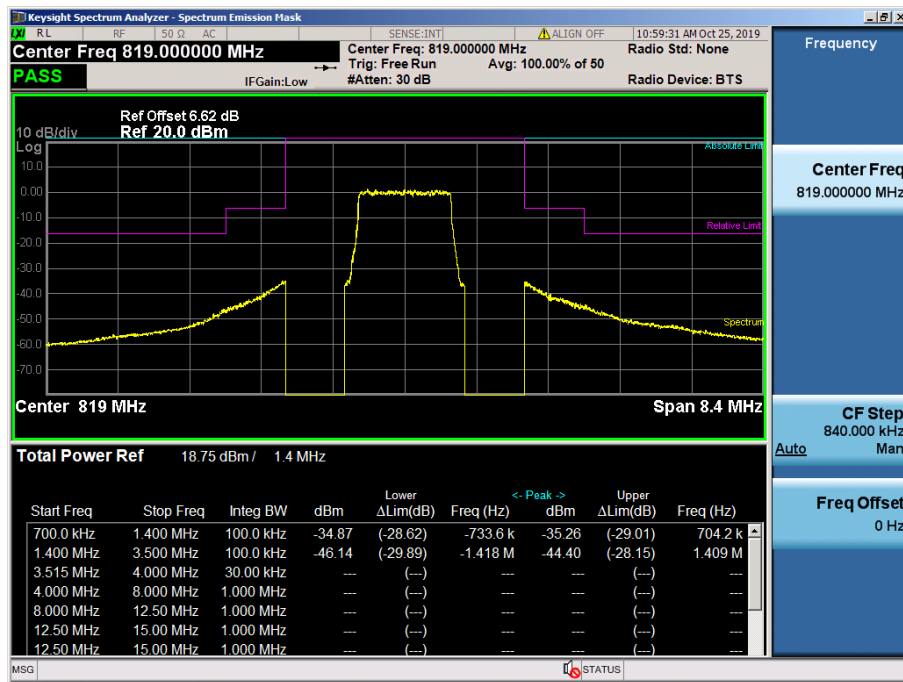 Keysight Spectrum Analyzer - Spectrum Emission Mask
LXI RL RF 50 Ω AC SENSE:INT ALIGN OFF 10:59:31 AM Oct 25, 2019
Center Freq 819.000000 MHz
Center Freq: 819.000000 MHz
Radio Std: None
Trig: Free Run Avg: 100.00% of 50
PASS
IFGain:Low
#Atten: 30 dB
Radio Device: BTS
Ref Offset 6.62 dB
10 dB/div Ref 20.0 dBm
Log
Absolute Limit
10.0
0.00
-10.0
Relative Limit
-20.0
-30.0
-40.0
-50.0
Spectrum
-60.0
-70.0
Center 819 MHz Span 8.4 MHz
Total Power Ref 18.75 dBm / 1.4 MHz
Lower <- Peak -> Upper
Start Freq Stop Freq Integ BW dBm ΔLim(dB) Freq (Hz) dBm ΔLim(dB) Freq (Hz)
700.0 kHz 1.400 MHz 100.0 kHz -34.87 (-28.62) -733.6 k -35.26 (-29.01) 704.2 k
1.400 MHz 3.500 MHz 100.0 kHz -46.14 (-29.89) -1.418 M -44.40 (-28.15) 1.409 M
3.515 MHz 4.000 MHz 30.00 kHz --- (---) --- --- (---) ---
4.000 MHz 8.000 MHz 1.000 MHz --- (---) --- --- (---) ---
8.000 MHz 12.50 MHz 1.000 MHz --- (---) --- --- (---) ---
12.50 MHz 15.00 MHz 1.000 MHz --- (---) --- --- (---) ---
12.50 MHz 15.00 MHz 1.000 MHz --- (---) --- --- (---) ---
MSG STATUS
Frequency
Center Freq
819.000000 MHz
CF Step
840.000 kHz
Auto Man
Freq Offset
0 Hz